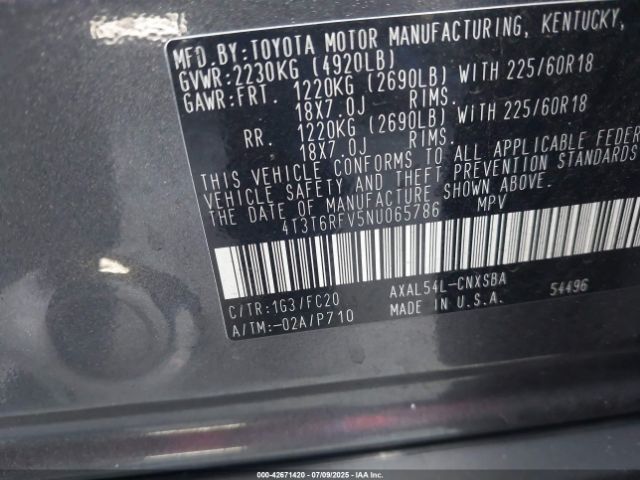 MFD.BY:TOYOTA MOTOR MANUFACTURING, KENTUCKY,
GVWR:2230KG (4920LB)
GAWR:FRT. 1220KG (2690LB) WITH 225/60R18
18X7.0J RIMS.
RR. 1220KG (2690LB) WITH 225/60R18
18X7.0J RIMS.
THIS VEHICLE CONFORMS TO ALL APPLICABLE FEDER
VEHICLE SAFETY AND THEFT PREVENTION STANDARDS
THE DATE OF MANUFACTURE SHOWN ABOVE.
4T3T6RFV5NU065786 MPV
C/TR:1G3/FC20 AXAL54L-CNXSBA 54496
A/TM:-02A/P710 MADE IN U.S.A.
000-42671420 07/09/2025 - IAAI.com